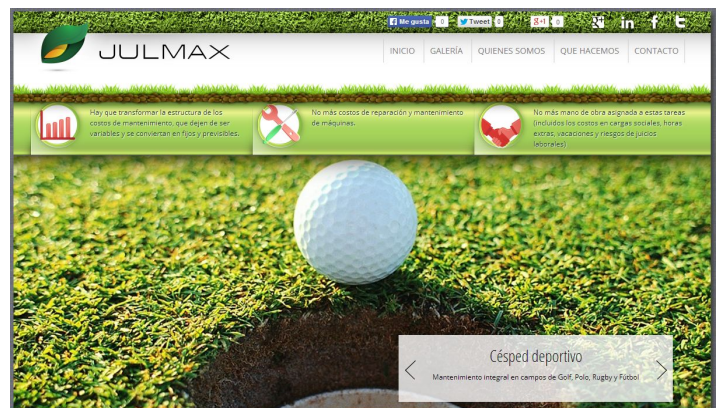 Me gusta 0 Tweet 0 g+1 0 in f t
JULMAX
INICIO GALERÍA QUIENES SOMOS QUE HACEMOS CONTACTO
Hay que transformar la estructura de los
costos de mantenimiento, que dejen de ser
variables y se conviertan en fijos y previsibles.
No más costos de reparación y mantenimiento
de máquinas.
No más mano de obra asignada a estas tareas
(incluidos los costos en cargas sociales, horas
extras, vacaciones y riesgos de juicios
laborales)
Césped deportivo
Mantenimiento integral en campos de Golf, Polo, Rugby y Fútbol